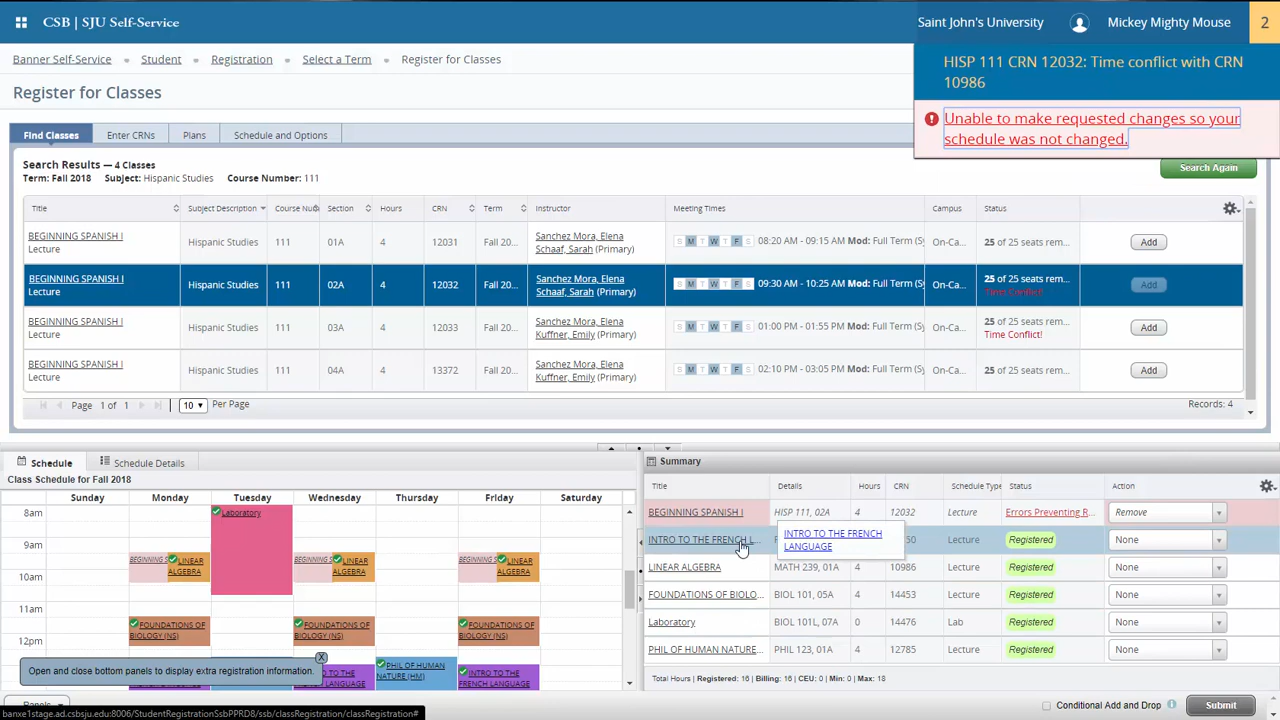 CSB | SJU Self-Service
Saint John's University
Mickey Mighty Mouse
2
Banner Self-Service • Student • Registration • Select a Term • Register for Classes
HISP 111 CRN 12032: Time conflict with CRN
10986
Unable to make requested changes so your
schedule was not changed.
Register for Classes
Find Classes Enter CRNs Plans Schedule and Options
Search Results — 4 Classes
Term: Fall 2018 Subject: Hispanic Studies Course Number: 111
Search Again
Title Subject Description Course Num Section Hours CRN Term Instructor Meeting Times Campus Status
BEGINNING SPANISH I Hispanic Studies 111 01A 4 12031 Fall 20... Sanchez Mora, Elena S M T W T F S 08:20 AM - 09:15 AM Mod: Full Term (Sy On-Ca... 25 of 25 seats rem... Add
Lecture Schaaf, Sarah (Primary)
BEGINNING SPANISH I Hispanic Studies 111 02A 4 12032 Fall 20... Sanchez Mora, Elena S M T W T F S 09:30 AM - 10:25 AM Mod: Full Term (Sy On-Ca... 25 of 25 seats rem... Add
Lecture Schaaf, Sarah (Primary) Time Conflict!
BEGINNING SPANISH I Hispanic Studies 111 03A 4 12033 Fall 20... Sanchez Mora, Elena S M T W T F S 01:00 PM - 01:55 PM Mod: Full Term (Sy On-Ca... 25 of 25 seats rem... Add
Lecture Kuffner, Emily (Primary) Time Conflict!
BEGINNING SPANISH I Hispanic Studies 111 04A 4 13372 Fall 20... Sanchez Mora, Elena S M T W T F S 02:10 PM - 03:05 PM Mod: Full Term (Sy On-Ca... 25 of 25 seats rem... Add
Lecture Kuffner, Emily (Primary)
Page 1 of 1 10 Per Page Records: 4
Schedule Schedule Details
Class Schedule for Fall 2018
Sunday Monday Tuesday Wednesday Thursday Friday Saturday
8am Laboratory
9am
BEGINNING S LINEAR BEGINNING S LINEAR BEGINNING S LINEAR
ALGEBRA ALGEBRA ALGEBRA
10am
11am
FOUNDATIONS OF FOUNDATIONS OF FOUNDATIONS OF
BIOLOGY (NS) BIOLOGY (NS) BIOLOGY (NS)
12pm
Open and close bottom panels to display extra registration information. X
PHIL OF HUMAN
NATURE (HM)
TO THE INTRO TO THE
FRENCH LANGUAGE
LANGUAGE
Summary
Title Details Hours CRN Schedule Type Status Action
BEGINNING SPANISH I HISP 111, 02A 4 12032 Lecture Errors Preventing R... Remove
INTRO TO THE FRENCH L... 50 Lecture Registered None
INTRO TO THE FRENCH
LANGUAGE
LINEAR ALGEBRA MATH 239, 01A 4 10986 Lecture Registered None
FOUNDATIONS OF BIOLO... BIOL 101, 05A 4 14453 Lecture Registered None
Laboratory BIOL 101L, 07A 0 14476 Lab Registered None
PHIL OF HUMAN NATURE... PHIL 123, 01A 4 12785 Lecture Registered None
Total Hours | Registered: 16 | Billing: 16 | CEU: 0 | Min: 0 | Max: 18
Panels
Conditional Add and Drop Submit
banxe1stage.ad.csbsju.edu:8006/StudentRegistrationSsbPPRD8/ssb/classRegistration/classRegistration#